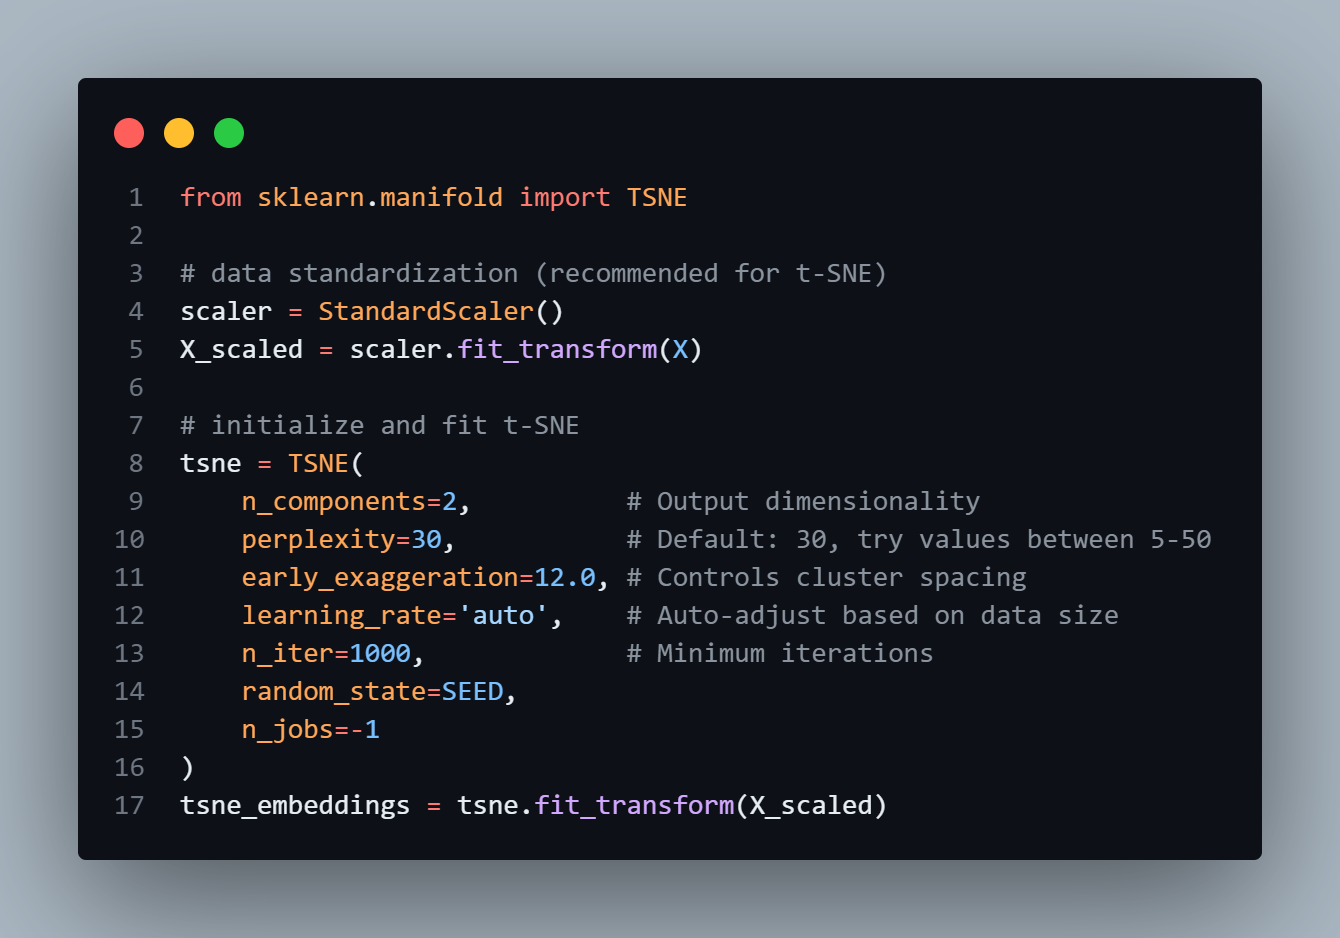 1 from sklearn.manifold import TSNE
2
3 # data standardization (recommended for t-SNE)
4 scaler = StandardScaler()
5 X_scaled = scaler.fit_transform(X)
6
7 # initialize and fit t-SNE
8 tsne = TSNE(
9     n_components=2,          # Output dimensionality
10     perplexity=30,           # Default: 30, try values between 5-50
11     early_exaggeration=12.0, # Controls cluster spacing
12     learning_rate='auto',    # Auto-adjust based on data size
13     n_iter=1000,             # Minimum iterations
14     random_state=SEED,
15     n_jobs=-1
16 )
17 tsne_embeddings = tsne.fit_transform(X_scaled)